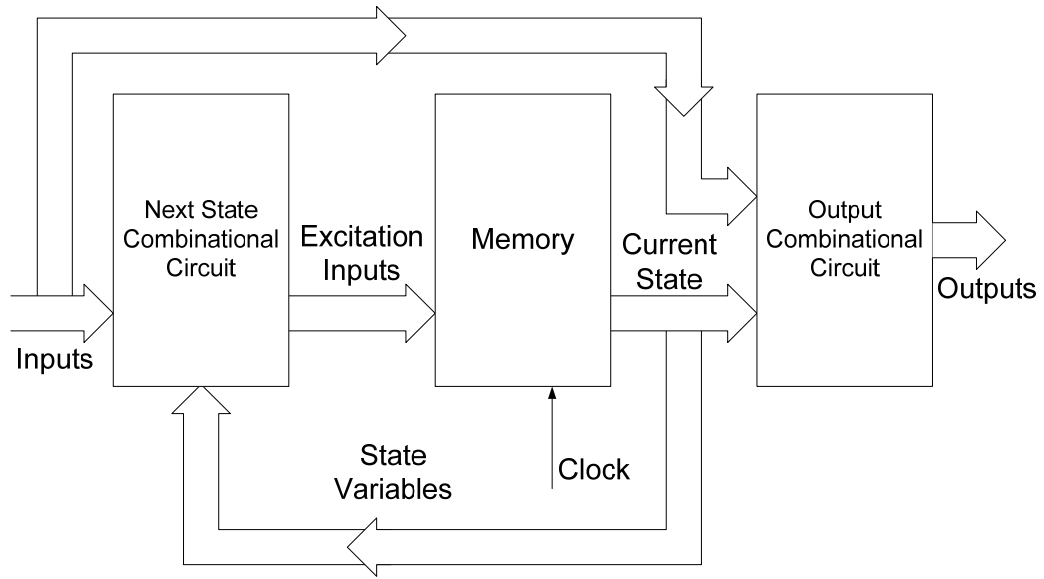 Next State
Combinational
Circuit
Excitation
Inputs
Memory
Current
State
Output
Combinational
Circuit
Outputs
Inputs
State
Variables
Clock